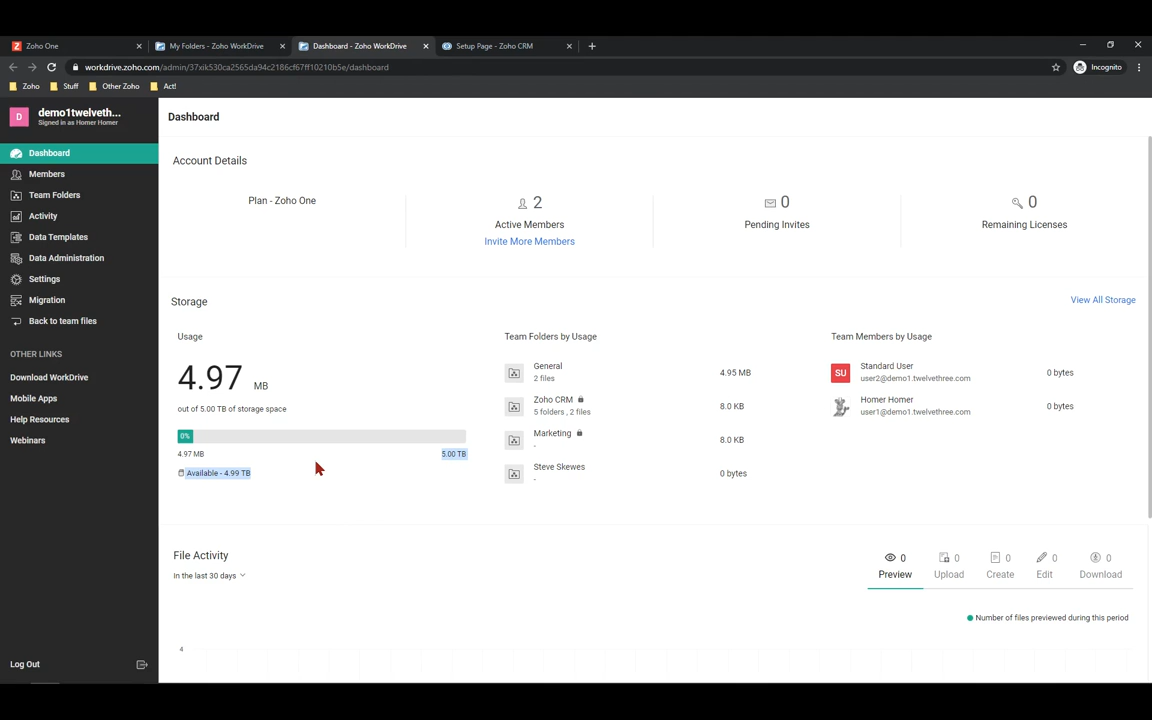 Zoho One
My Folders - Zoho WorkDrive
Dashboard - Zoho WorkDrive
Setup Page - Zoho CRM
workdrive.zoho.com/admin/37xik530ca2565da94c2186cf67ff10210b5e/dashboard
Incognito
Zoho
Stuff
Other Zoho
Act!
D
demo1twelveth...
Signed in as Homer Homer
Dashboard
Members
Team Folders
Activity
Data Templates
Data Administration
Settings
Migration
Back to team files
OTHER LINKS
Download WorkDrive
Mobile Apps
Help Resources
Webinars
Log Out
Dashboard
Account Details
Plan - Zoho One
2
Active Members
Invite More Members
0
Pending Invites
0
Remaining Licenses
Storage
View All Storage
Usage
4.97 MB
out of 5.00 TB of storage space
0%
4.97 MB
5.00 TB
Available - 4.99 TB
Team Folders by Usage
General
2 files
4.95 MB
Zoho CRM
5 folders , 2 files
8.0 KB
Marketing
-
8.0 KB
Steve Skewes
-
0 bytes
Team Members by Usage
SU
Standard User
user2@demo1.twelvethree.com
0 bytes
Homer Homer
user1@demo1.twelvethree.com
0 bytes
File Activity
In the last 30 days
0
Preview
0
Upload
0
Create
0
Edit
0
Download
Number of files previewed during this period
4